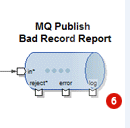 MQ Publish
Bad Record Report
in*
reject* error log
6